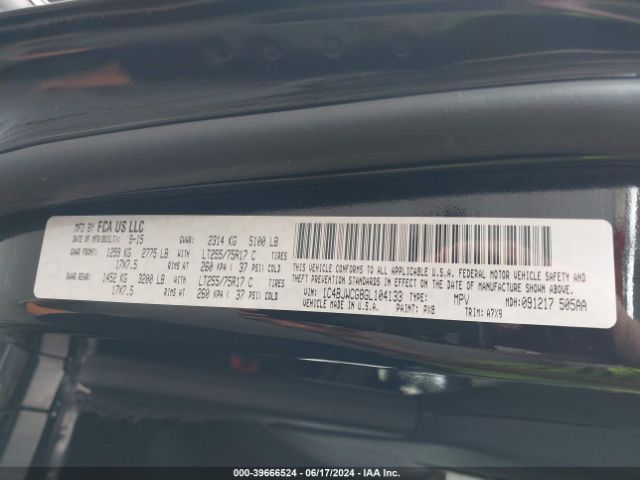 MFD BY FCA US LLC
DATE OF MFR(BUILT): 9-15 GVWR: 2314 KG 5100 LB
GAWR FRONT: 1259 KG 2775 LB WITH LT255/75R17 C TIRES
17X7.5 RIMS AT 260 KPA ( 37 PSI) COLD
GAWR REAR: 1452 KG 3200 LB WITH LT255/75R17 C TIRES
17X7.5 RIMS AT 260 KPA ( 37 PSI) COLD
THIS VEHICLE CONFORMS TO ALL APPLICABLE U.S.A. FEDERAL MOTOR VEHICLE SAFETY AND
THEFT PREVENTION STANDARDS IN EFFECT ON THE DATE OF MANUFACTURE SHOWN ABOVE.
VIN: 1C4BJWCG8GL104133 TYPE: MPV MDH: 091217 505AA
VEHICLE MADE IN U.S.A. PAINT: PX8 TRIM: A7X9
© IAA - 39666524 - 06/17/2024 - IAAI.COM